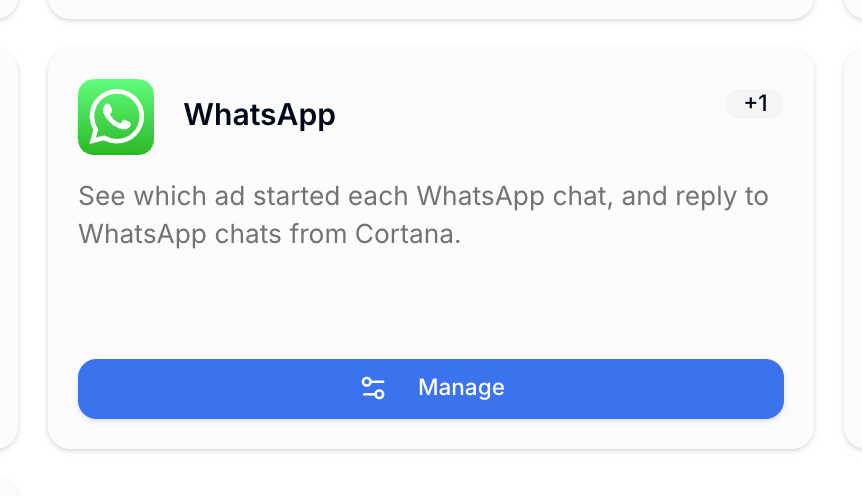 WhatsApp
+1
See which ad started each WhatsApp chat, and reply to
WhatsApp chats from Cortana.
Manage